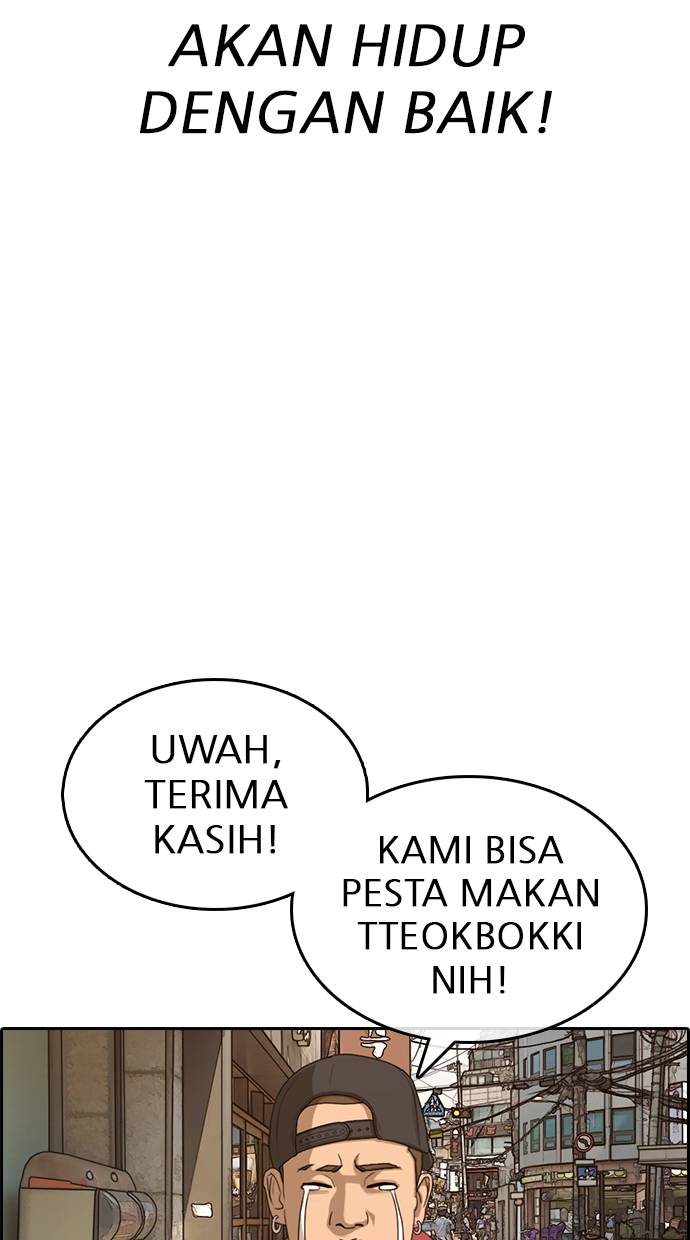 AKAN HIDUP
DENGAN BAIK!
UWAH,
TERIMA
KASIH!
KAMI BISA
PESTA MAKAN
TTEOKBOKKI
NIH!